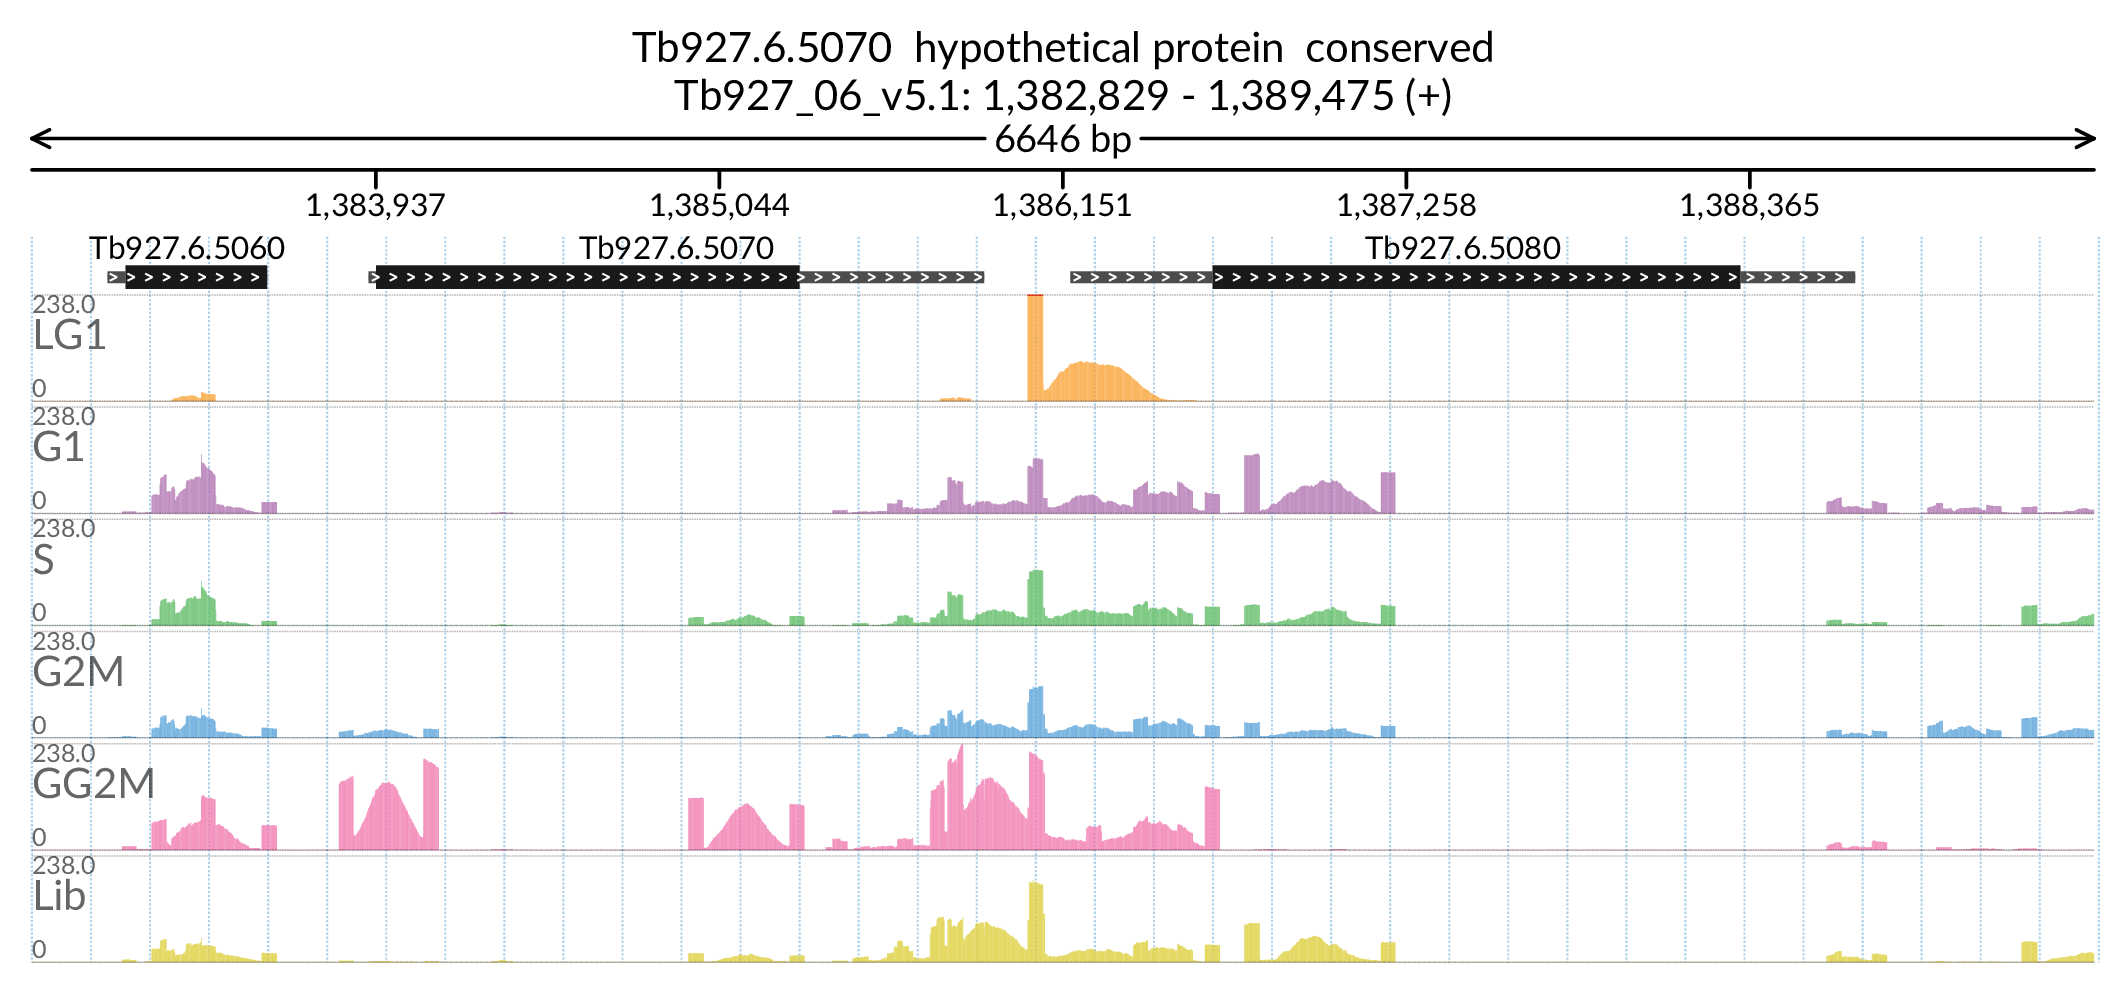 Tb927.6.5070 hypothetical protein conserved
Tb927_06_v5.1: 1,382,829 - 1,389,475 (+)
6646 bp
1,383,937 1,385,044 1,386,151 1,387,258 1,388,365
Tb927.6.5060 Tb927.6.5070 Tb927.6.5080
238.0
LG1
0
238.0
G1
0
238.0
S
0
238.0
G2M
0
238.0
GG2M
0
238.0
Lib
0